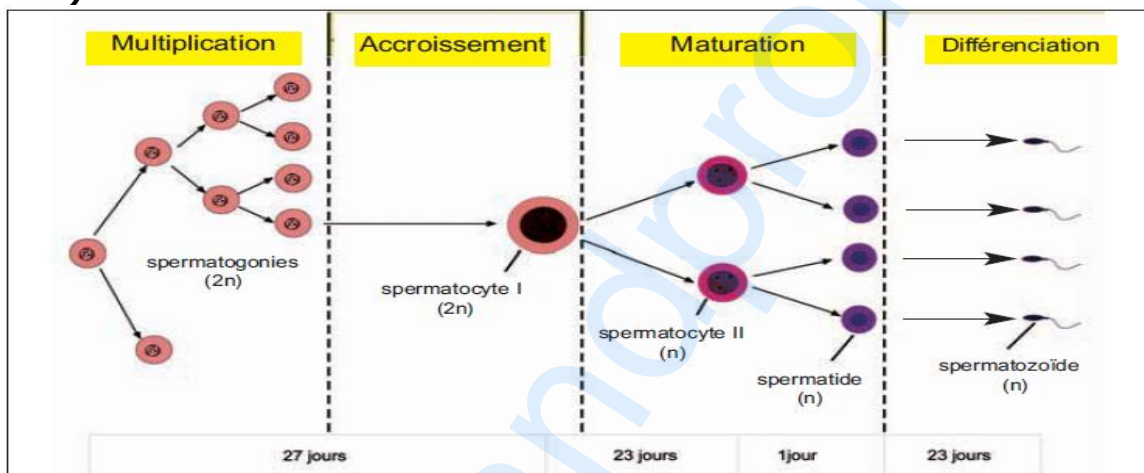 Multiplication
Accroissement
Maturation
Différenciation
spermatogonies
(2n)
spermatocyte I
(2n)
spermatocyte II
(n)
spermatide
(n)
spermatozoïde
(n)
27 jours
23 jours
1jour
23 jours